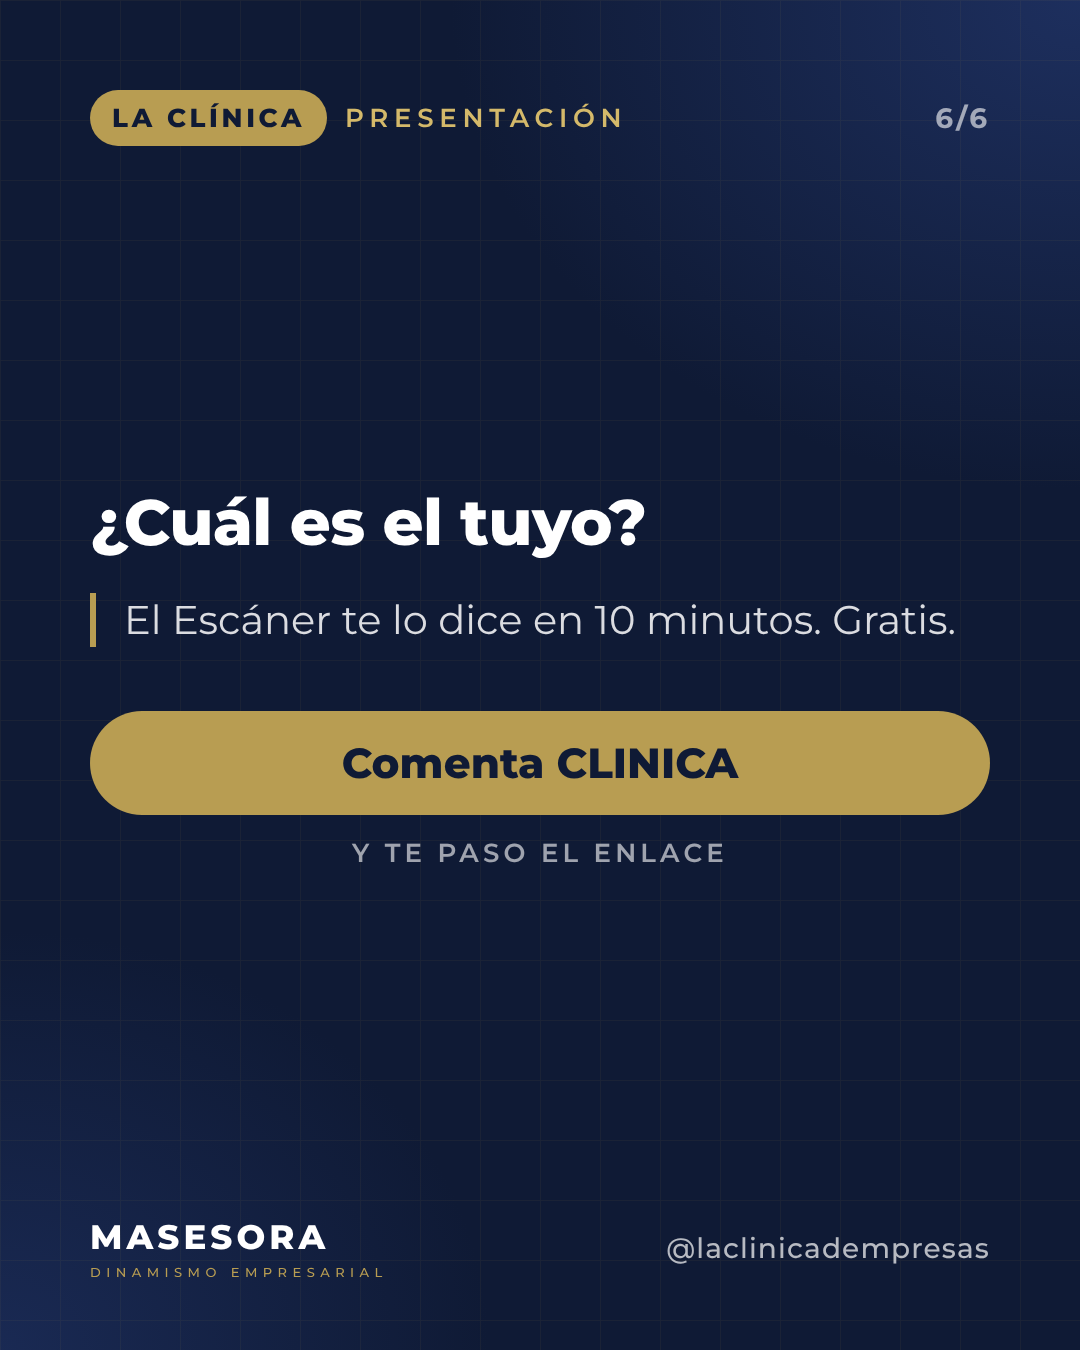 LA CLÍNICA PRESENTACIÓN 6/6
¿Cuál es el tuyo?
El Escáner te lo dice en 10 minutos. Gratis.
Comenta CLINICA
Y TE PASO EL ENLACE
MASESORA
DINAMISMO EMPRESARIAL
@laclinicadempresas